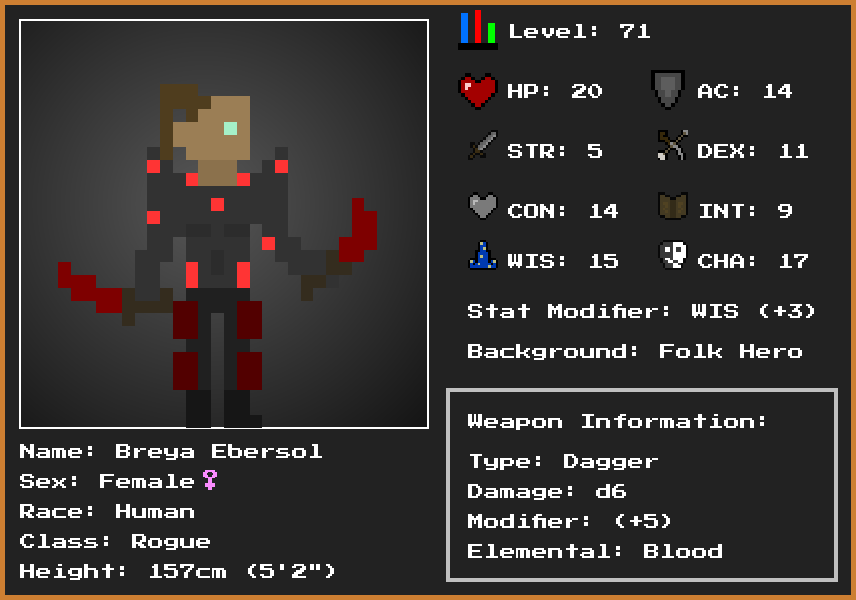 Level: 71
HP: 20
AC: 14
STR: 5
DEX: 11
CON: 14
INT: 9
WIS: 15
CHA: 17
Stat Modifier: WIS (+3)
Background: Folk Hero
Weapon Information:
Type: Dagger
Damage: d6
Modifier: (+5)
Elemental: Blood
Name: Breya Ebersol
Sex: Female♀
Race: Human
Class: Rogue
Height: 157cm (5'2")